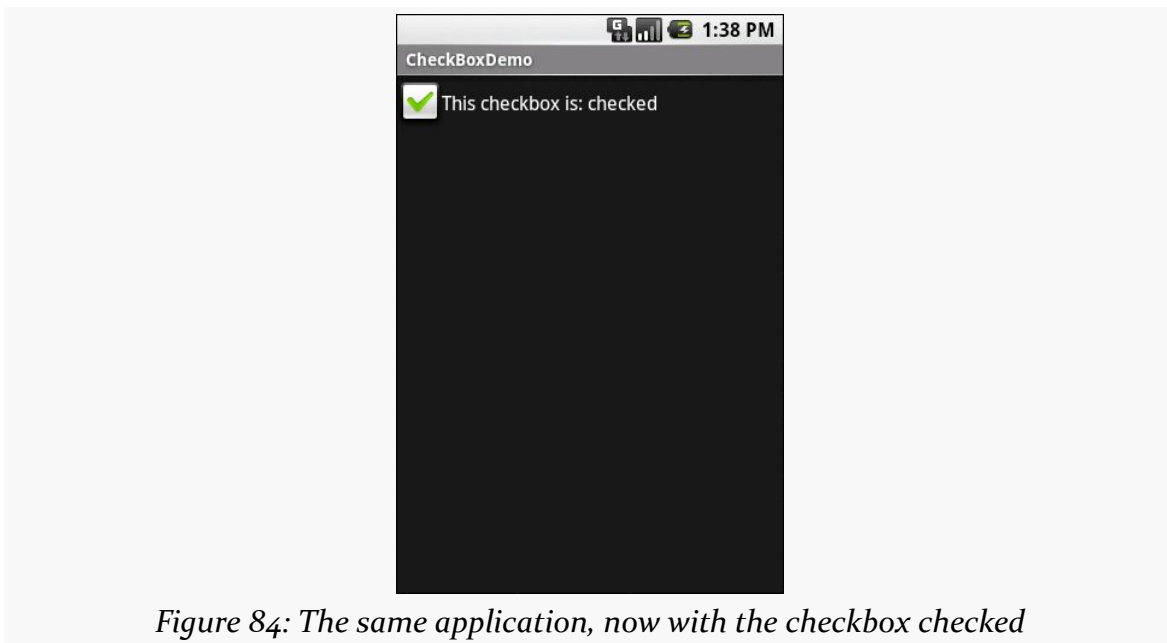 G 1:38 PM
CheckBoxDemo
This checkbox is: checked
Figure 84: The same application, now with the checkbox checked